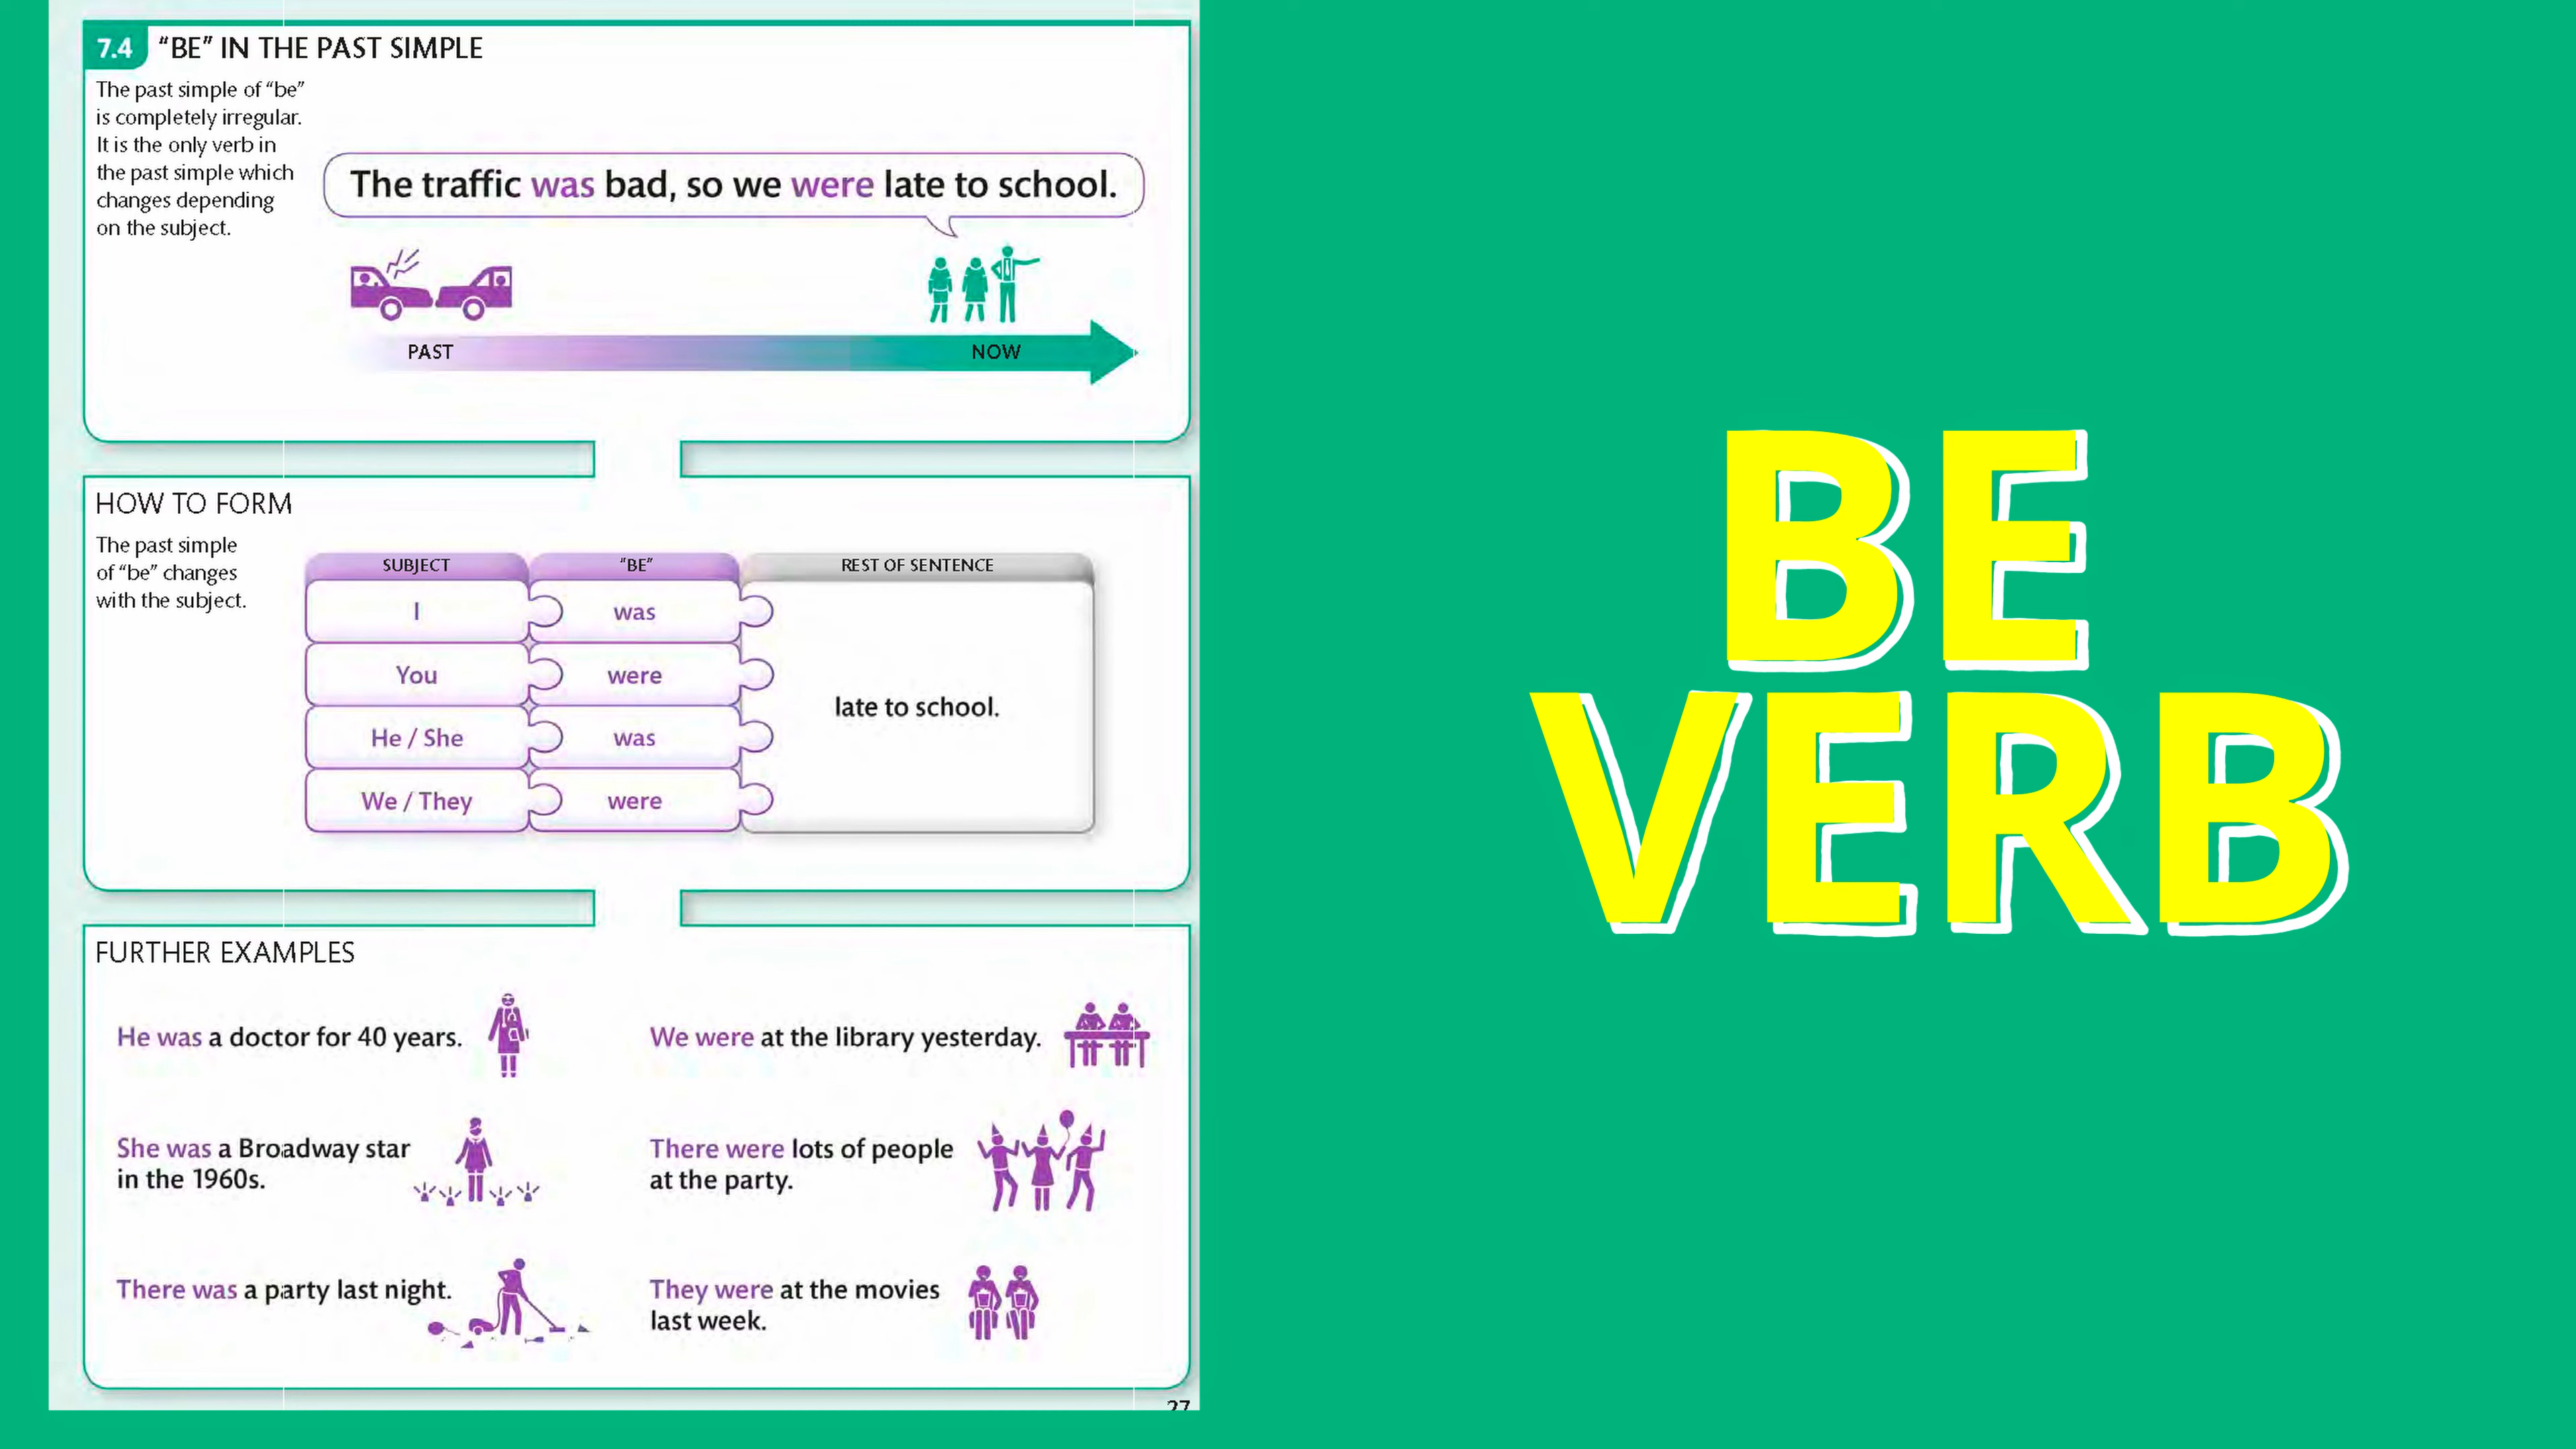 7.4 “BE” IN THE PAST SIMPLE
The past simple of “be”
is completely irregular.
It is the only verb in
the past simple which
changes depending
on the subject.
The traffic was bad, so we were late to school.
PAST NOW
HOW TO FORM
The past simple
of “be” changes
with the subject.
SUBJECT “BE” REST OF SENTENCE
I was
You were
late to school.
He / She was
We / They were
FURTHER EXAMPLES
He was a doctor for 40 years.
We were at the library yesterday.
She was a Broadway star
in the 1960s.
There were lots of people
at the party.
There was a party last night.
They were at the movies
last week.
27
BE
VERB